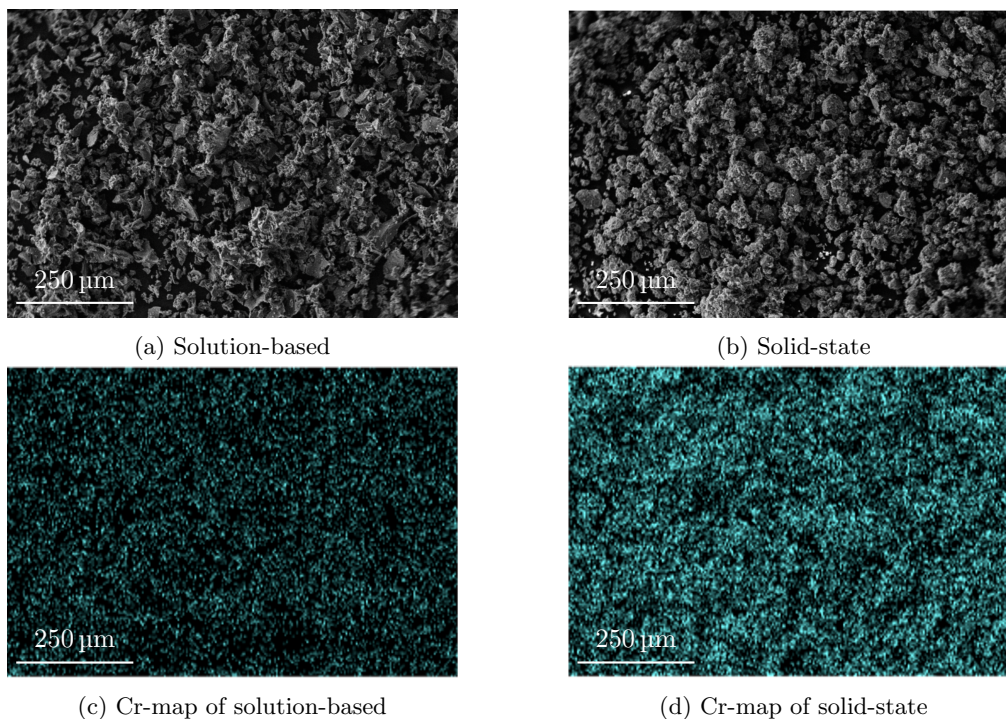 250 µm
250 µm
(a) Solution-based
(b) Solid-state
250 µm
250 µm
(c) Cr-map of solution-based
(d) Cr-map of solid-state